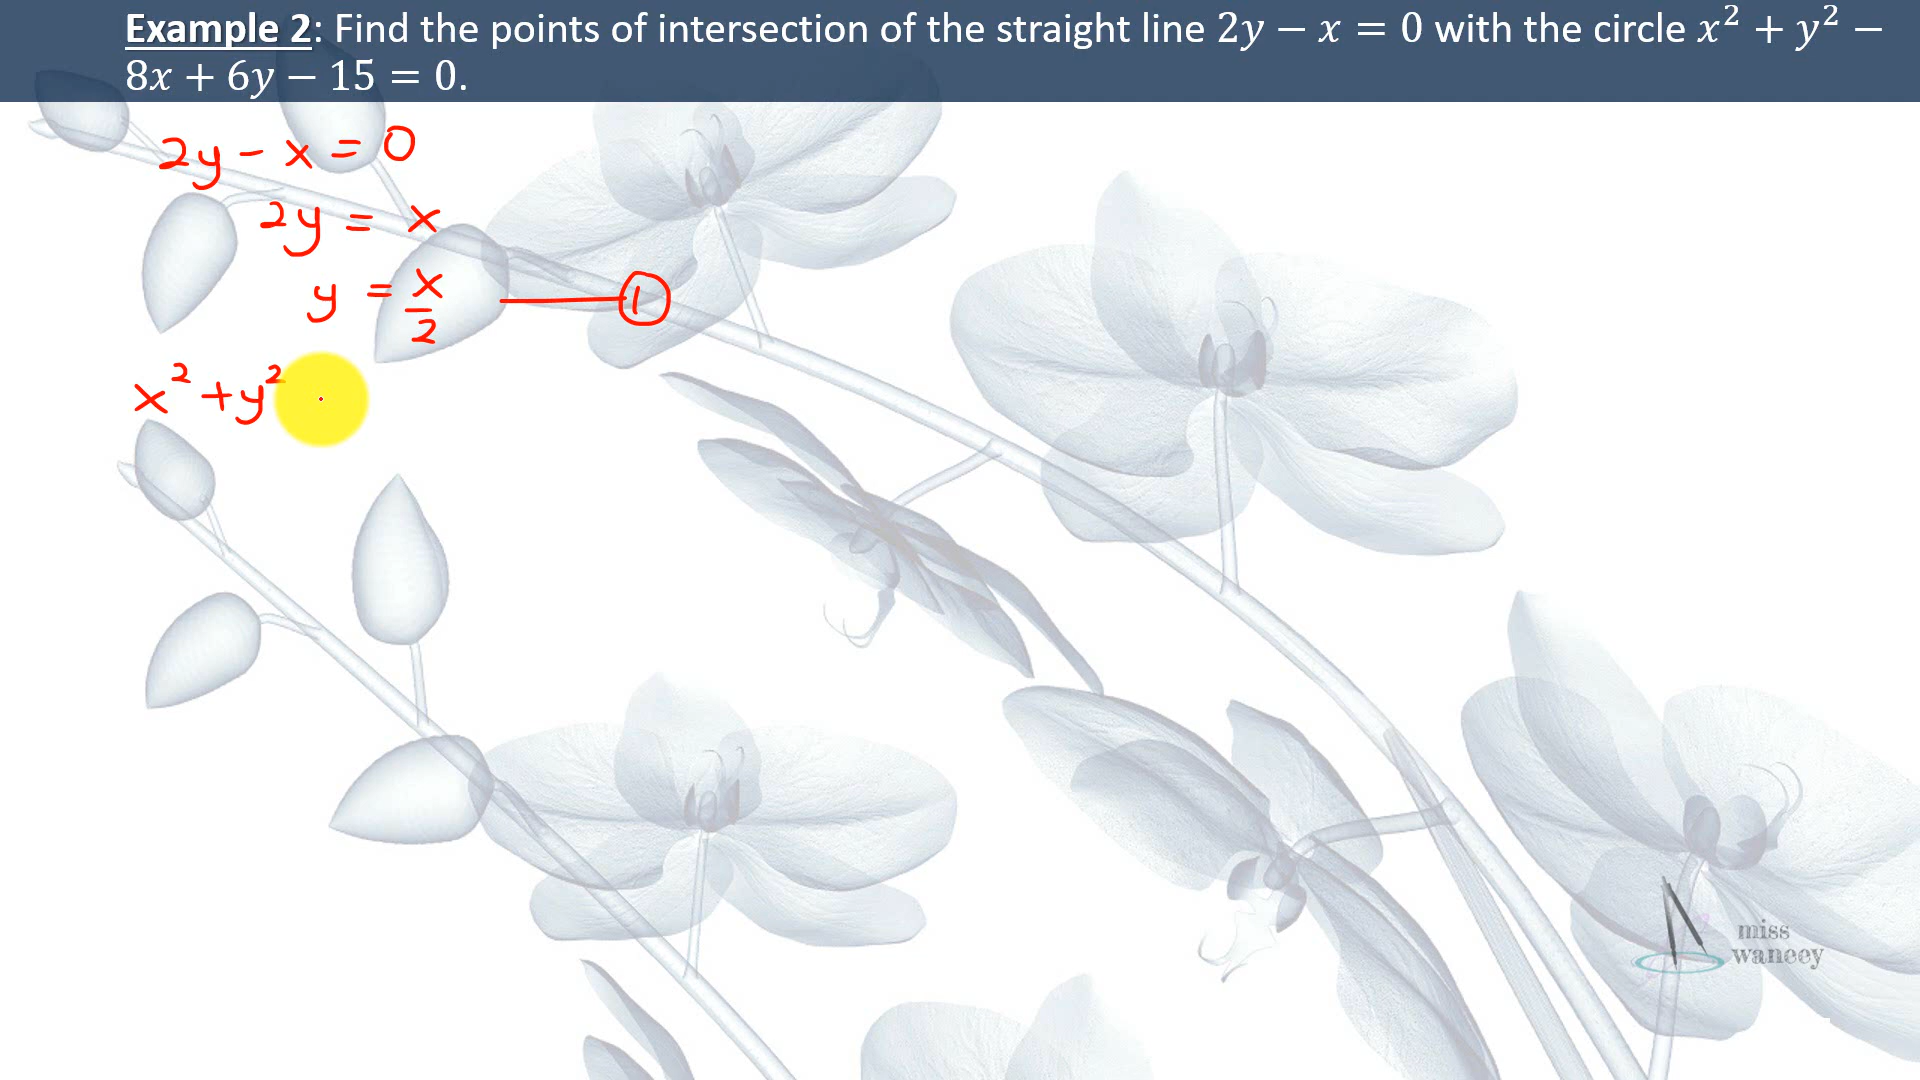 Example 2: Find the points of intersection of the straight line 2y − x = 0 with the circle x² + y² −
8x + 6y − 15 = 0.
2y − x = 0
2y = x
y = x/2 ——— ①
x² + y²
miss
waneey